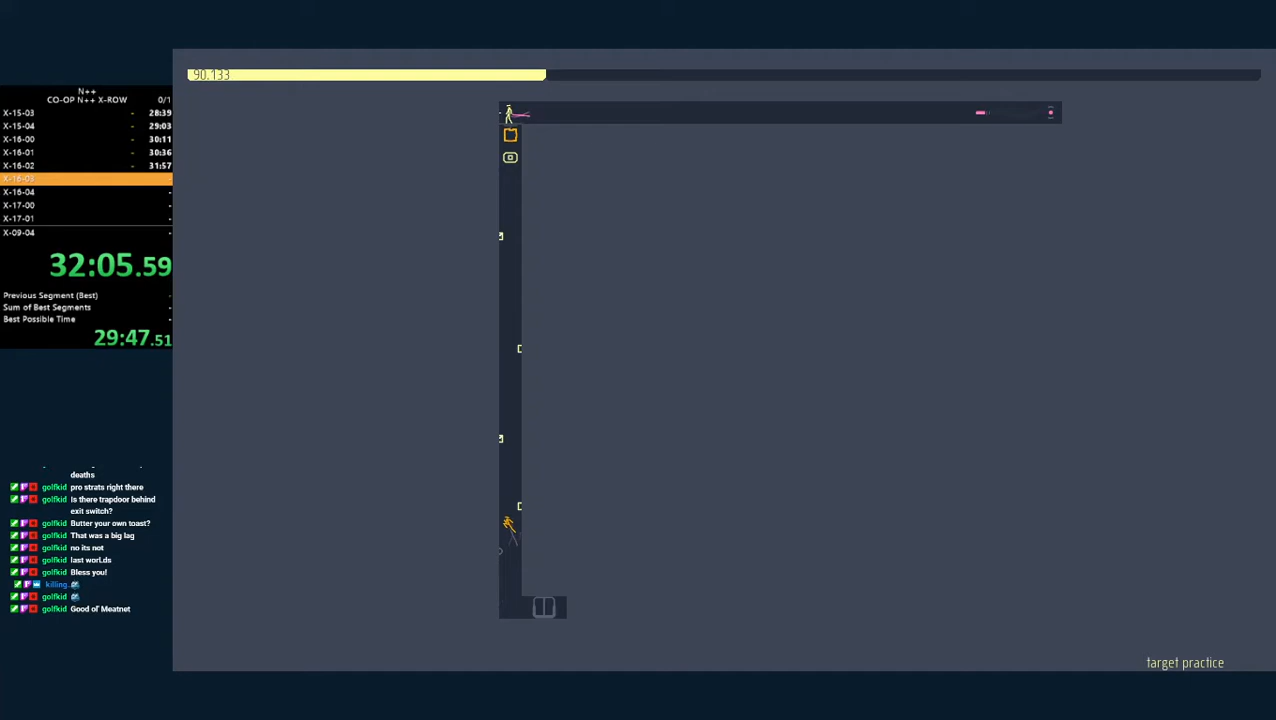 N++
CO-OP N++ X-ROW 0/1
X-15-03 - 28:39
X-15-04 - 29:03
X-16-00 - 30:11
X-16-01 - 30:36
X-16-02 - 31:57
X-16-03 -
X-16-04 -
X-17-00 -
X-17-01 -
X-09-04 -
32:05.59
Previous Segment (Best) -
Sum of Best Segments -
Best Possible Time -
29:47.51
deaths
golfkid pro strats right there
golfkid is there trapdoor behind
exit switch?
golfkid Butter your own toast?
golfkid That was a big lag
golfkid no its not
golfkid last worLds
golfkid Bless you!
killing
golfkid
golfkid Good ol' Meatnet
90.133
target practice